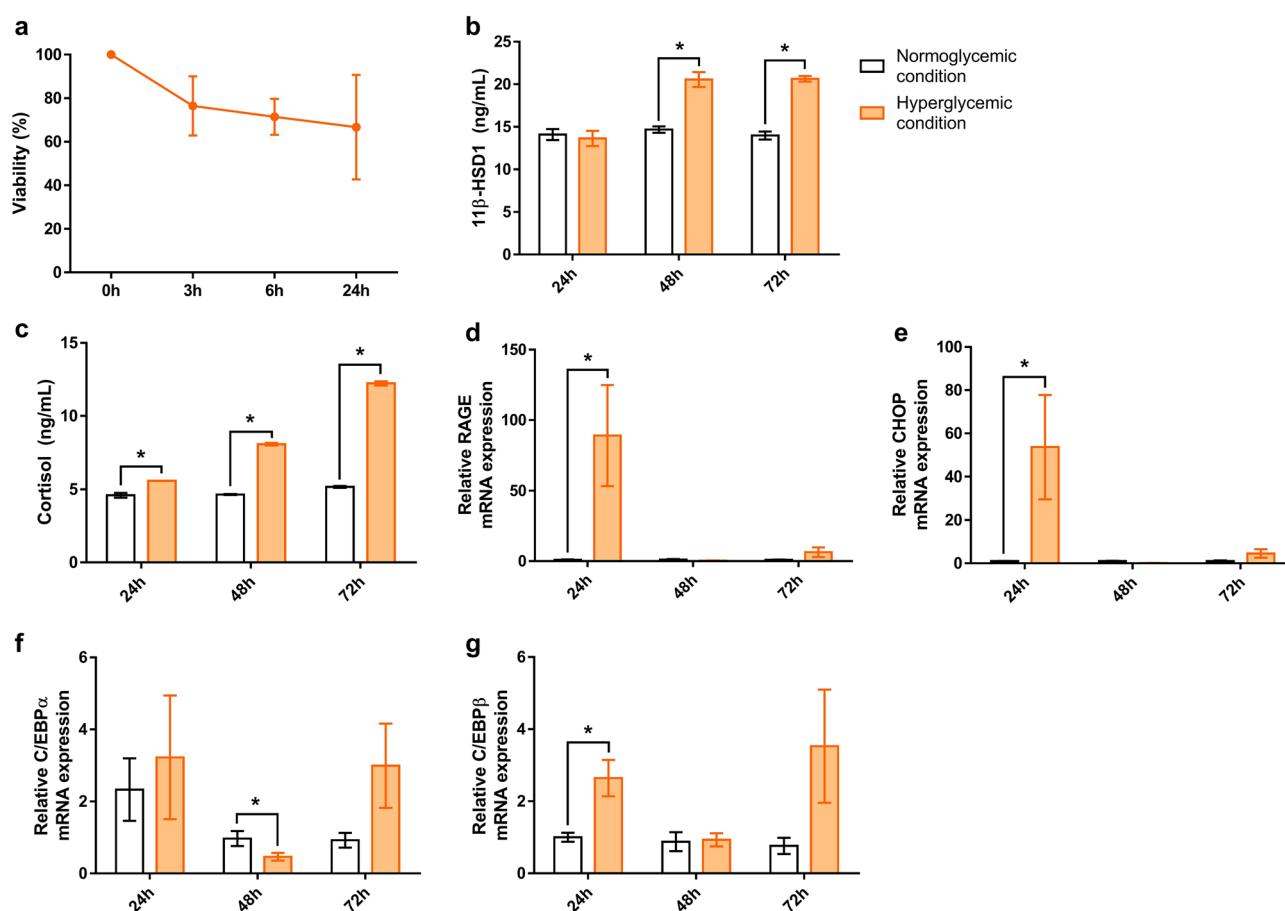 a
Viability (%)
100
80
60
40
20
0
0h
3h
6h
24h
b
11β-HSD1 (ng/mL)
25
20
15
10
5
0
*
*
24h
48h
72h
Normoglycemic
condition
Hyperglycemic
condition
c
Cortisol (ng/mL)
15
10
5
0
*
*
*
24h
48h
72h
d
Relative RAGE
mRNA expression
150
100
50
0
*
24h
48h
72h
e
Relative CHOP
mRNA expression
100
80
60
40
20
0
*
24h
48h
72h
f
Relative C/EBPα
mRNA expression
6
4
2
0
*
24h
48h
72h
g
Relative C/EBPβ
mRNA expression
6
4
2
0
*
24h
48h
72h